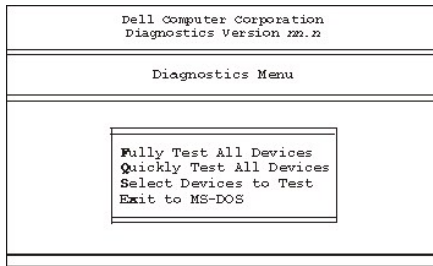 Dell Computer Corporation
Diagnostics Version nn.n
Diagnostics Menu
Fully Test All Devices
Quickly Test All Devices
Select Devices to Test
Exit to MS-DOS